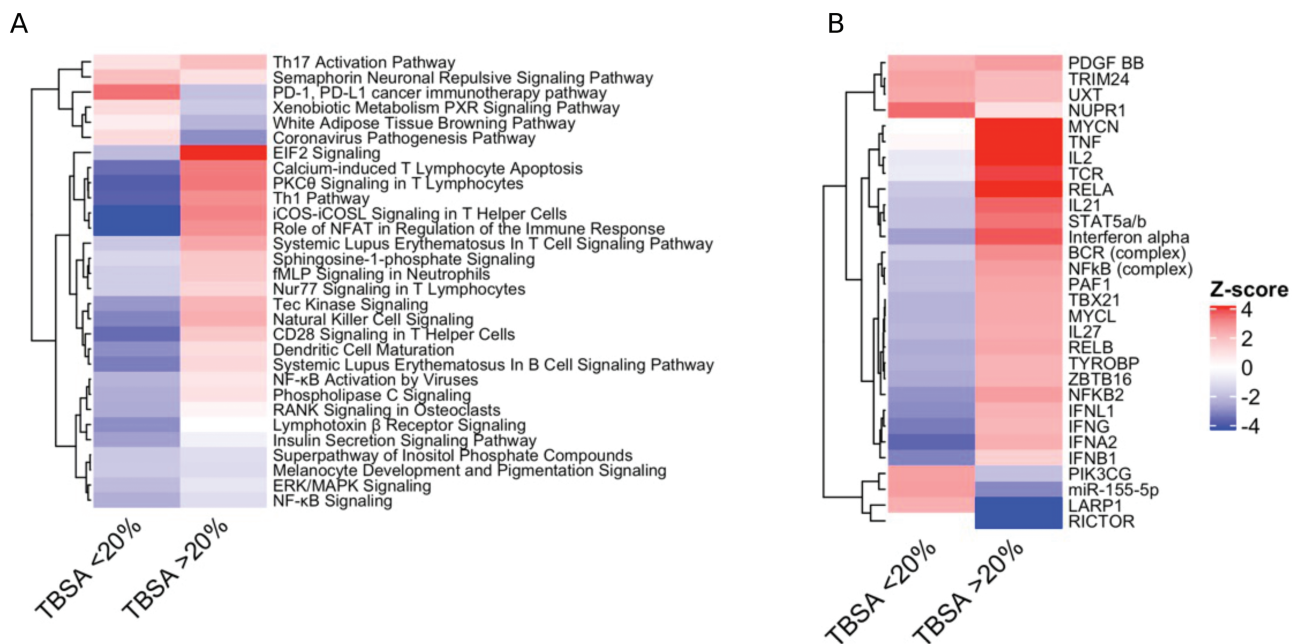 A
Th17 Activation Pathway
Semaphorin Neuronal Repulsive Signaling Pathway
PD-1, PD-L1 cancer immunotherapy pathway
Xenobiotic Metabolism PXR Signaling Pathway
White Adipose Tissue Browning Pathway
Coronavirus Pathogenesis Pathway
EIF2 Signaling
Calcium-induced T Lymphocyte Apoptosis
PKCθ Signaling in T Lymphocytes
Th1 Pathway
iCOS-iCOSL Signaling in T Helper Cells
Role of NFAT in Regulation of the Immune Response
Systemic Lupus Erythematosus In T Cell Signaling Pathway
Sphingosine-1-phosphate Signaling
fMLP Signaling in Neutrophils
Nur77 Signaling in T Lymphocytes
Tec Kinase Signaling
Natural Killer Cell Signaling
CD28 Signaling in T Helper Cells
Dendritic Cell Maturation
Systemic Lupus Erythematosus In B Cell Signaling Pathway
NF-κB Activation by Viruses
Phospholipase C Signaling
RANK Signaling in Osteoclasts
Lymphotoxin β Receptor Signaling
Insulin Secretion Signaling Pathway
Superpathway of Inositol Phosphate Compounds
Melanocyte Development and Pigmentation Signaling
ERK/MAPK Signaling
NF-κB Signaling
TBSA <20%
TBSA >20%
B
PDGF BB
TRIM24
UXT
NUPR1
MYCN
TNF
IL2
TCR
RELA
IL21
STAT5a/b
Interferon alpha
BCR (complex)
NFkB (complex)
PAF1
TBX21
MYCL
IL27
RELB
TYROBP
ZBTB16
NFKB2
IFNL1
IFNG
IFNA2
IFNB1
PIK3CG
miR-155-5p
LARP1
RICTOR
TBSA <20%
TBSA >20%
Z-score
4
2
0
-2
-4